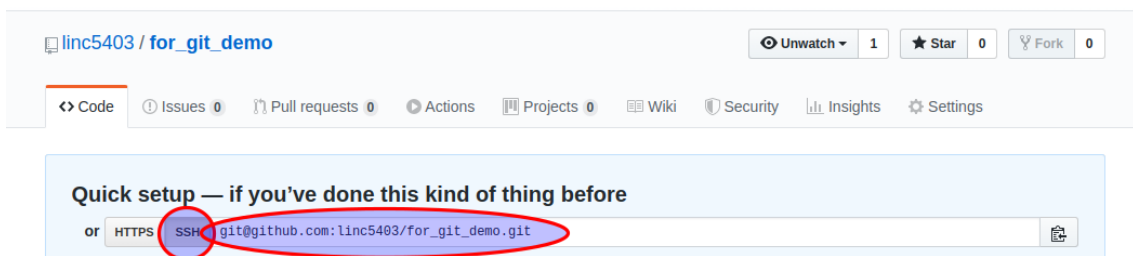 linc5403 / for_git_demo
Unwatch 1 Star 0 Fork 0
Code Issues 0 Pull requests 0 Actions Projects 0 Wiki Security Insights Settings
Quick setup — if you’ve done this kind of thing before
or HTTPS SSH git@github.com:linc5403/for_git_demo.git